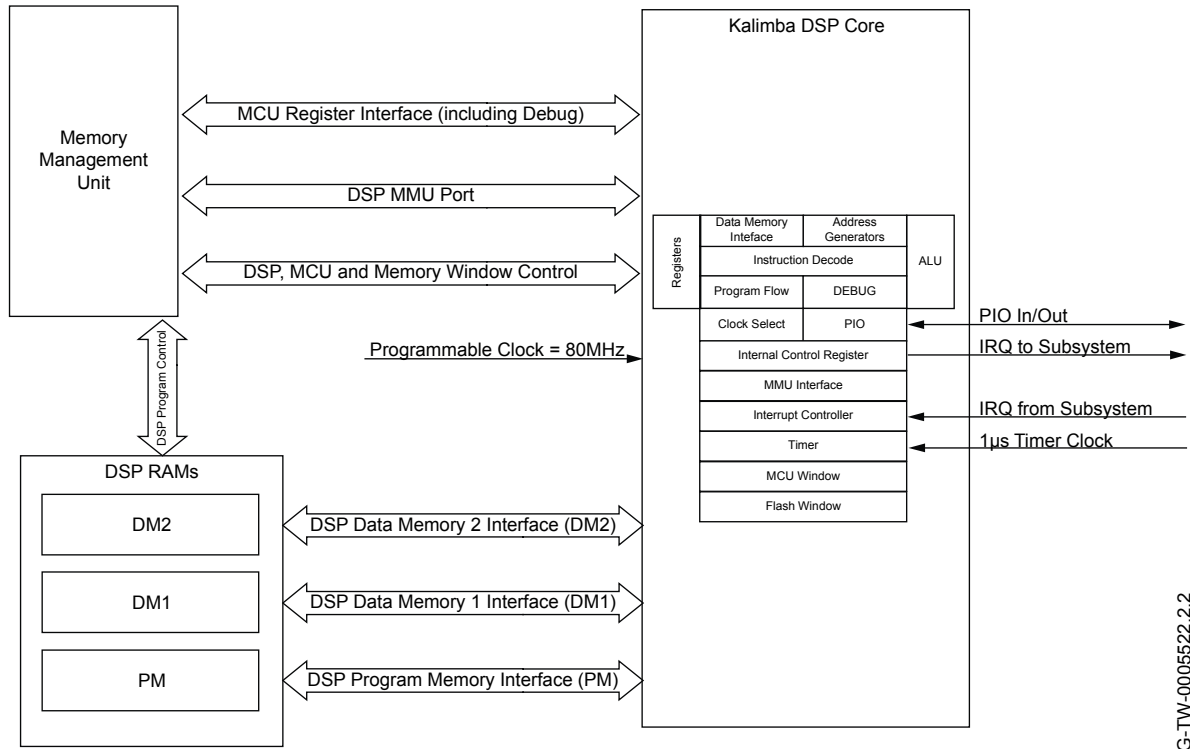 Kalimba DSP Core
Memory
Management
Unit
MCU Register Interface (including Debug)
DSP MMU Port
DSP, MCU and Memory Window Control
Registers
Data Memory
Inteface
Address
Generators
ALU
Instruction Decode
Program Flow
DEBUG
Clock Select
PIO
Internal Control Register
MMU Interface
Interrupt Controller
Timer
MCU Window
Flash Window
PIO In/Out
IRQ to Subsystem
IRQ from Subsystem
1µs Timer Clock
Programmable Clock = 80MHz
DSP Program Control
DSP RAMs
DM2
DSP Data Memory 2 Interface (DM2)
DM1
DSP Data Memory 1 Interface (DM1)
PM
DSP Program Memory Interface (PM)
G-TW-0005522.2.2